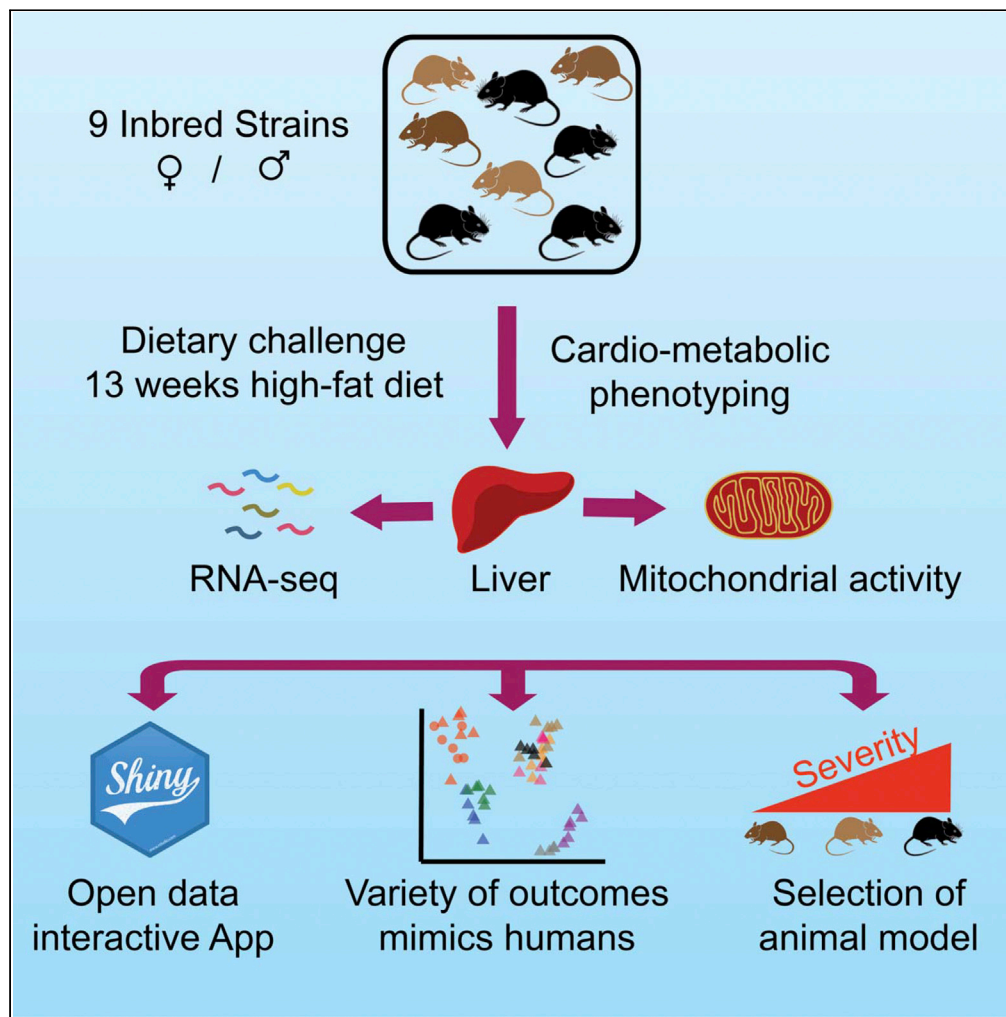 9 Inbred Strains
♀ / ♂
Dietary challenge
13 weeks high-fat diet
Cardio-metabolic
phenotyping
RNA-seq
Liver
Mitochondrial activity
Shiny
Severity
Open data
interactive App
Variety of outcomes
mimics humans
Selection of
animal model